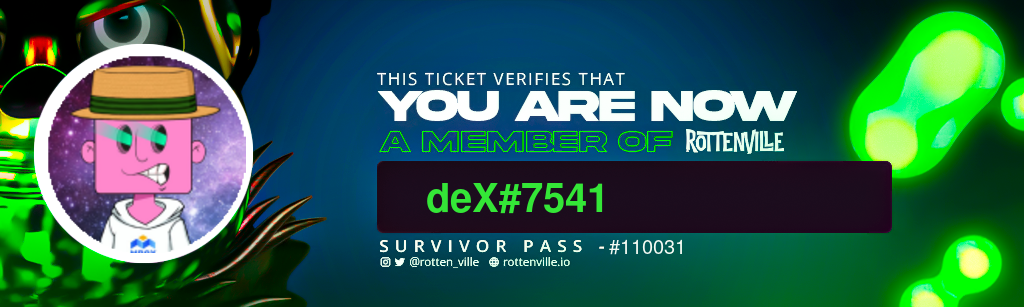 THIS TICKET VERIFIES THAT
YOU ARE NOW
A MEMBER OF ROTTENVILLE
deX#7541
SURVIVOR PASS - #110031
@rotten_ville rottenville.io